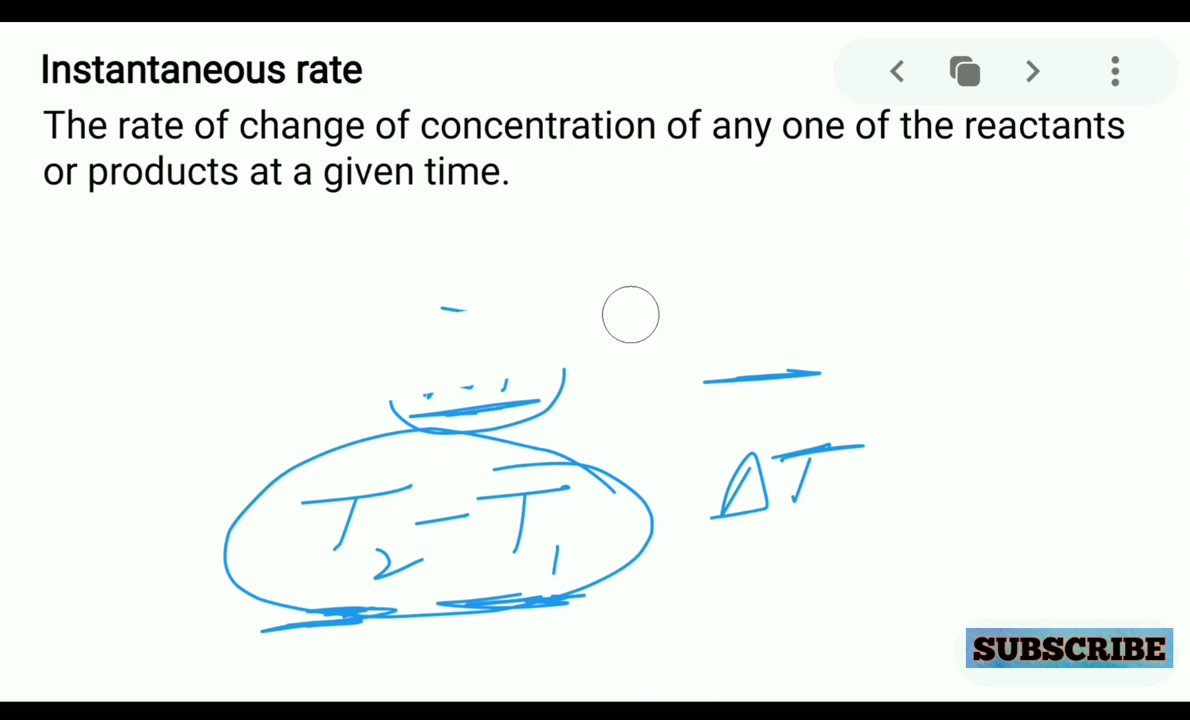 Instantaneous rate
The rate of change of concentration of any one of the reactants
or products at a given time.
T₂ - T₁
ΔT
SUBSCRIBE